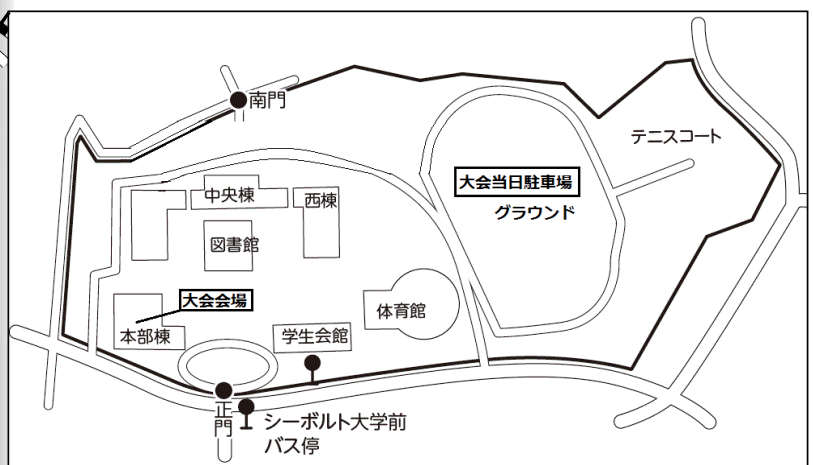 南門
テニスコート
大会当日駐車場
グラウンド
中央棟
西棟
図書館
大会会場
体育館
本部棟
学生会館
正門
シーボルト大学前
バス停